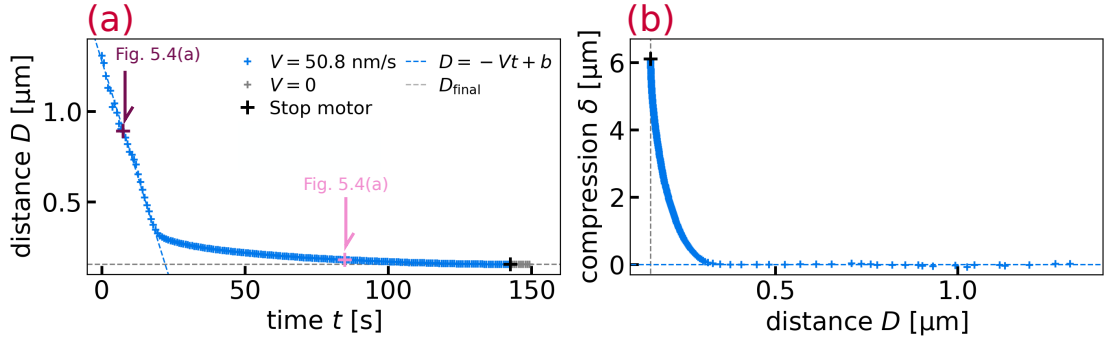 (a)
Fig. 5.4(a)
V = 50.8 nm/s
V = 0
Stop motor
D = −Vt + b
D_final
Fig. 5.4(a)
1.0
0.5
distance D [μm]
0
50
100
150
time t [s]
(b)
6
4
2
0
compression δ [μm]
0.5
1.0
distance D [μm]